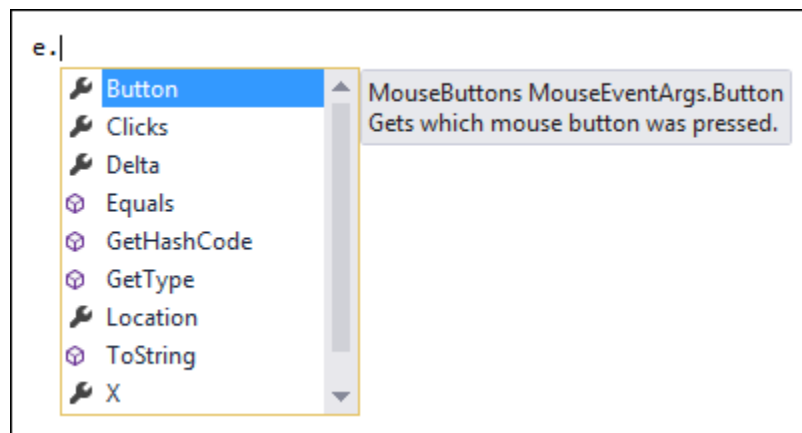 e.
Button
MouseButtons MouseEventArgs.Button
Gets which mouse button was pressed.
Clicks
Delta
Equals
GetHashCode
GetType
Location
ToString
X